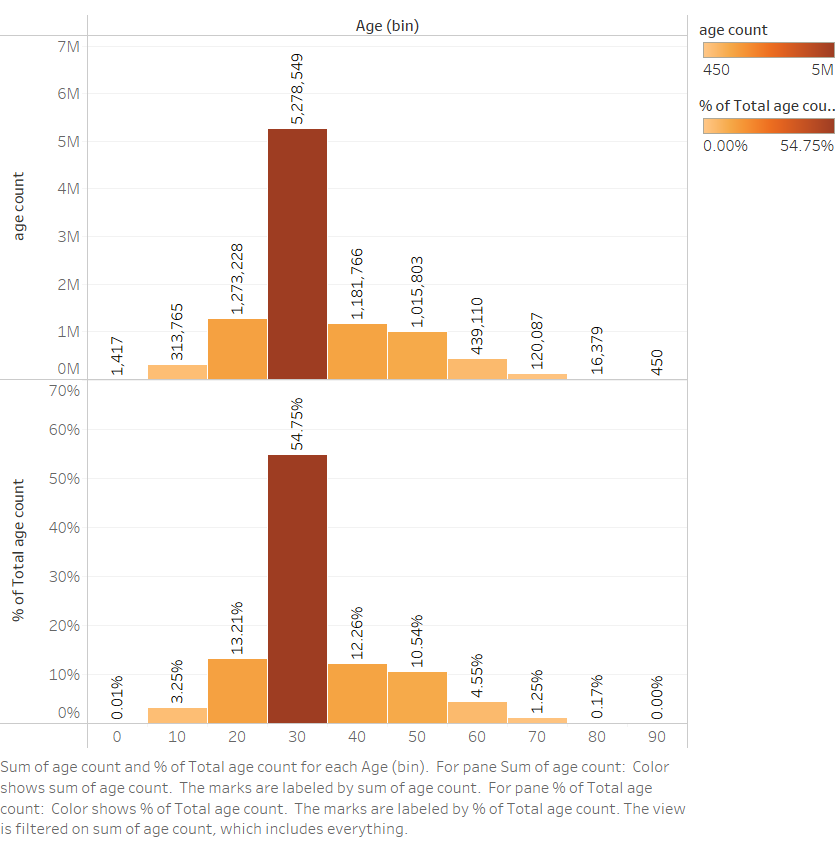 Age (bin)
age count
450 5M
% of Total age cou..
0.00% 54.75%
age count
7M
6M
5M
4M
3M
2M
1M
0M
1,417
313,765
1,273,228
5,278,549
1,181,766
1,015,803
439,110
120,087
16,379
450
% of Total age count
70%
60%
50%
40%
30%
20%
10%
0%
0.01%
3.25%
13.21%
54.75%
12.26%
10.54%
4.55%
1.25%
0.17%
0.00%
0 10 20 30 40 50 60 70 80 90
Sum of age count and % of Total age count for each Age (bin). For pane Sum of age count: Color
shows sum of age count. The marks are labeled by sum of age count. For pane % of Total age
count: Color shows % of Total age count. The marks are labeled by % of Total age count. The view
is filtered on sum of age count, which includes everything.